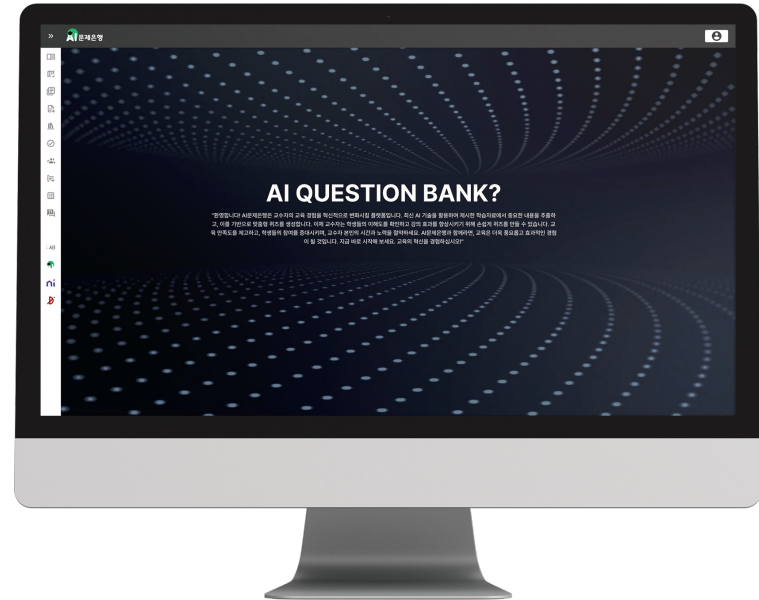 AI문제은행
AI QUESTION BANK?
"환영합니다! AI문제은행은 교수자의 교육 경험을 혁신적으로 변화시킬 플랫폼입니다. 최신 AI 기술을 활용하여 제시한 학습자료에서 중요한 내용을 추출하
고, 이를 기반으로 맞춤형 퀴즈를 생성합니다. 이제 교수자는 학생들의 이해도를 확인하고 강의 효과를 향상시키기 위해 손쉽게 퀴즈를 만들 수 있습니다. 교
육 만족도를 제고하고, 학생들의 참여를 증대시키며, 교수자 본인의 시간과 노력을 절약하세요. AI문제은행과 함께라면, 교육은 더욱 풍요롭고 효과적인 경험
이 될 것입니다. 지금 바로 시작해 보세요. 교육의 혁신을 경험하십시오!"
ni